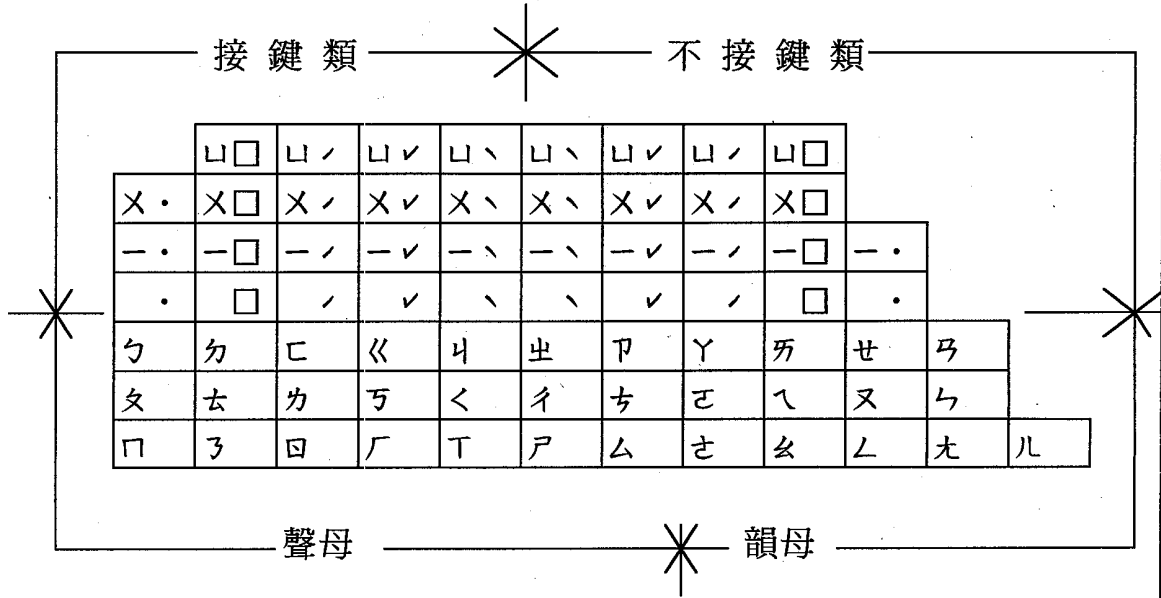 接鍵類 不接鍵類
ㄩ□ ㄩˊ ㄩˇ ㄩˋ ㄩˋ ㄩˇ ㄩˊ ㄩ□
ㄨ˙ ㄨ□ ㄨˊ ㄨˇ ㄨˋ ㄨˋ ㄨˇ ㄨˊ ㄨ□
ㄧ˙ ㄧ□ ㄧˊ ㄧˇ ㄧˋ ㄧˋ ㄧˇ ㄧˊ ㄧ□ ㄧ˙
˙ □ ˊ ˇ ˋ ˋ ˇ ˊ □ ˙
ㄅ ㄉ ㄈ ㄍ ㄐ ㄓ ㄗ ㄚ ㄞ ㄝ ㄢ
ㄆ ㄊ ㄌ ㄎ ㄑ ㄔ ㄘ ㄛ ㄟ ㄡ ㄣ
ㄇ ㄋ ㄖ ㄏ ㄒ ㄕ ㄙ ㄜ ㄠ ㄥ ㄤ ㄦ
聲母 韻母